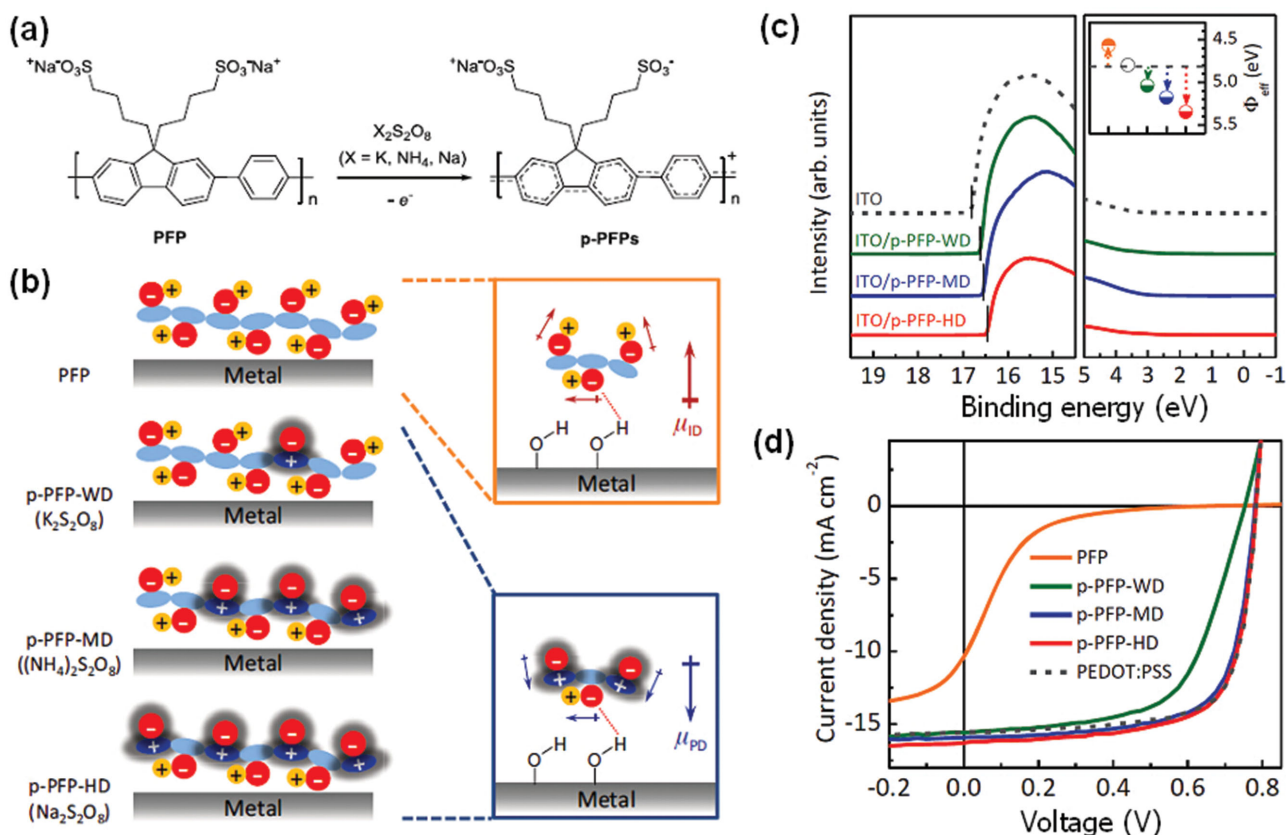 (a)
⁺Na⁻O₃S
SO₃⁻Na⁺
X₂S₂O₈
(X = K, NH₄, Na)
- e⁻
n
PFP
⁺Na⁻O₃S
SO₃⁻
+
n
p-PFPs
(b)
PFP
Metal
p-PFP-WD
(K₂S₂O₈)
Metal
p-PFP-MD
((NH₄)₂S₂O₈)
Metal
p-PFP-HD
(Na₂S₂O₈)
Metal
μID
H H
O O
Metal
μPD
H H
O O
Metal
(c)
Intensity (arb. units)
ITO
ITO/p-PFP-WD
ITO/p-PFP-MD
ITO/p-PFP-HD
4.5
5.0
5.5
Φeff (eV)
19 18 17 16 15 5 4 3 2 1 0 -1
Binding energy (eV)
(d)
Current density (mA cm⁻²)
0
-5
-10
-15
PFP
p-PFP-WD
p-PFP-MD
p-PFP-HD
PEDOT:PSS
-0.2 0.0 0.2 0.4 0.6 0.8
Voltage (V)